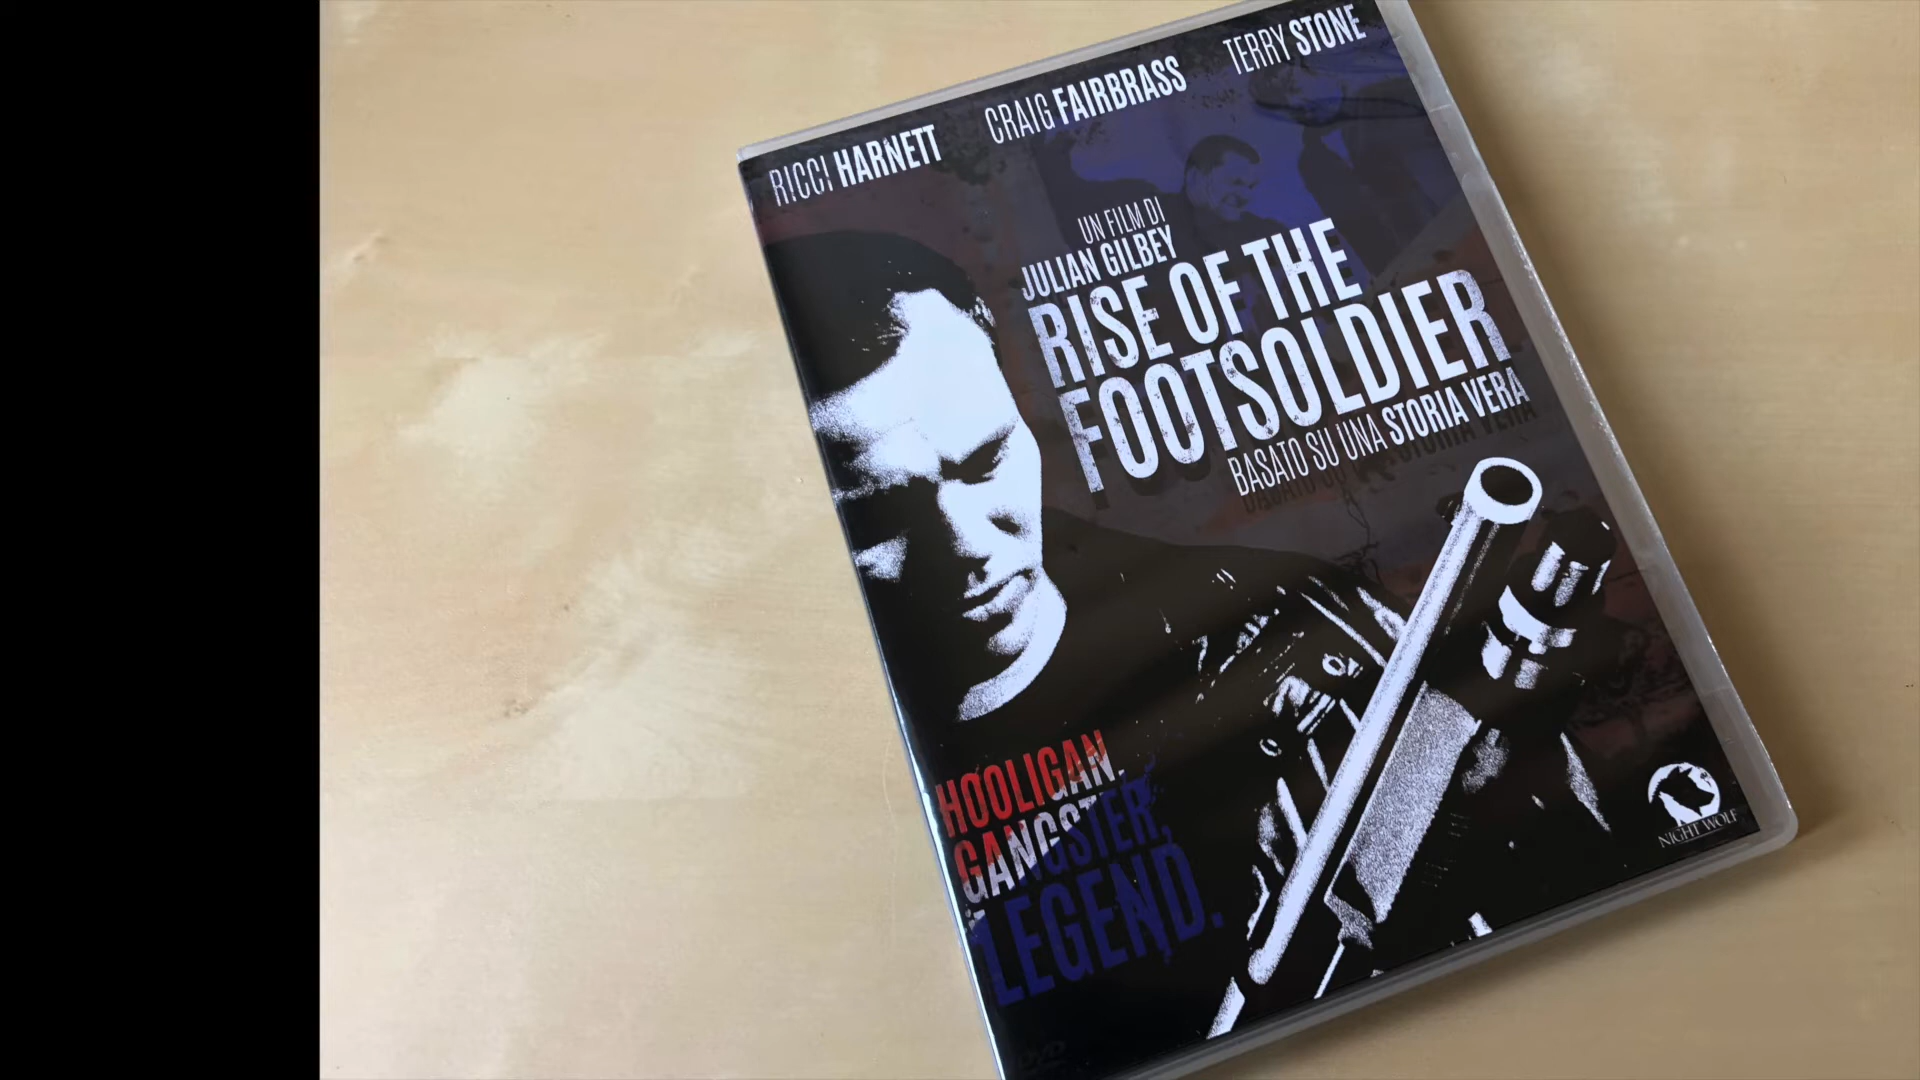 RICCI HARNETT
CRAIG FAIRBRASS
TERRY STONE
UN FILM DI
JULIAN GILBEY
RISE OF THE
FOOTSOLDIER
BASATO SU UNA STORIA VERA
HOOLIGAN.
GANGSTER,
LEGEND.
NIGHT WOLF
DVD